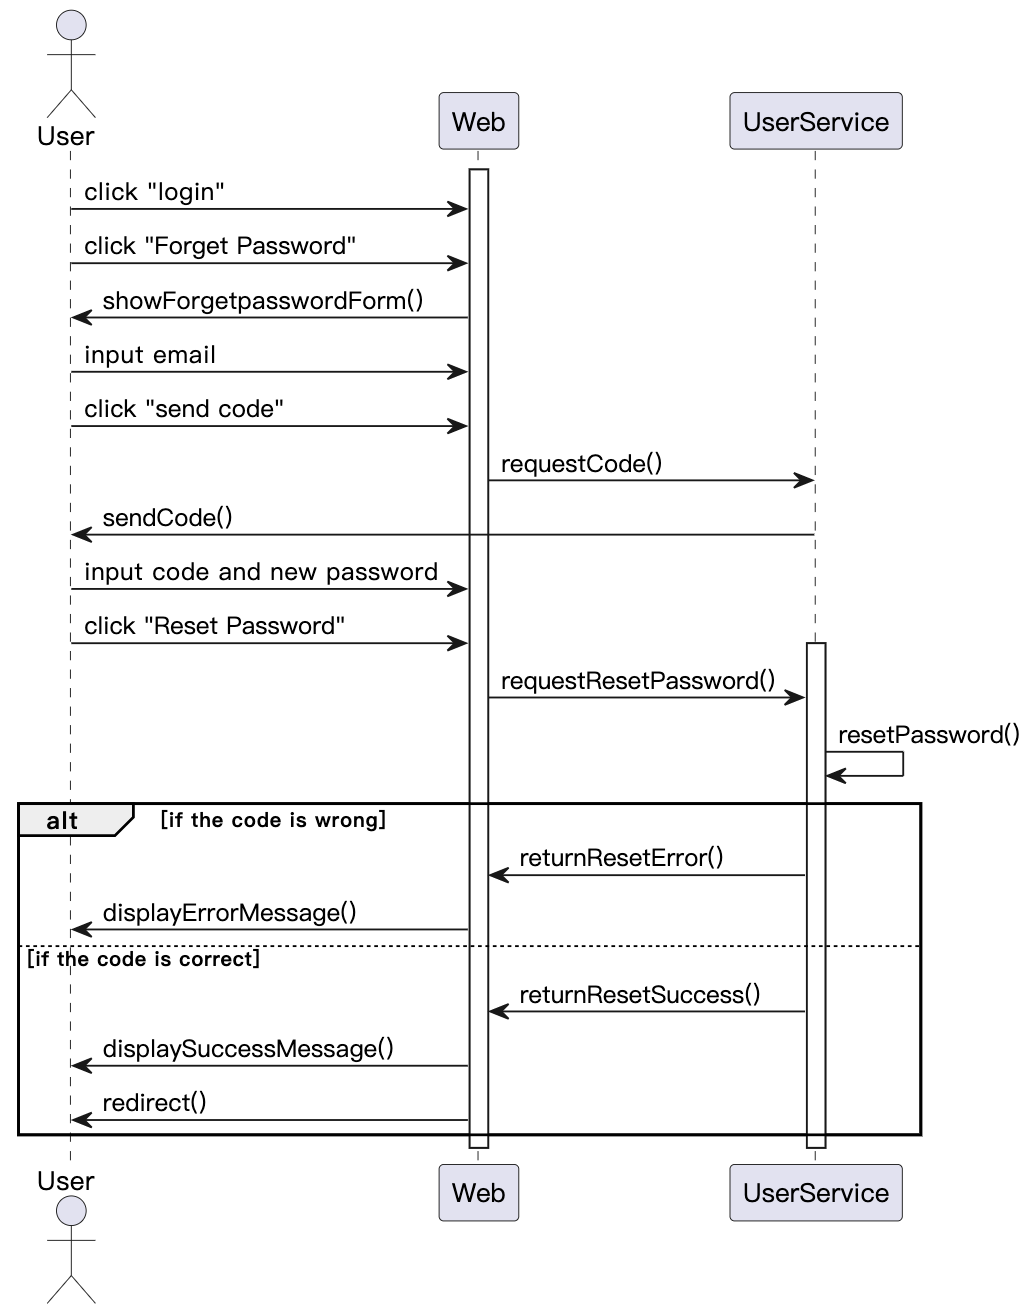 User
Web
UserService
click "login"
click "Forget Password"
showForgetpasswordForm()
input email
click "send code"
requestCode()
sendCode()
input code and new password
click "Reset Password"
requestResetPassword()
resetPassword()
alt [if the code is wrong]
returnResetError()
displayErrorMessage()
[if the code is correct]
returnResetSuccess()
displaySuccessMessage()
redirect()
User
Web
UserService